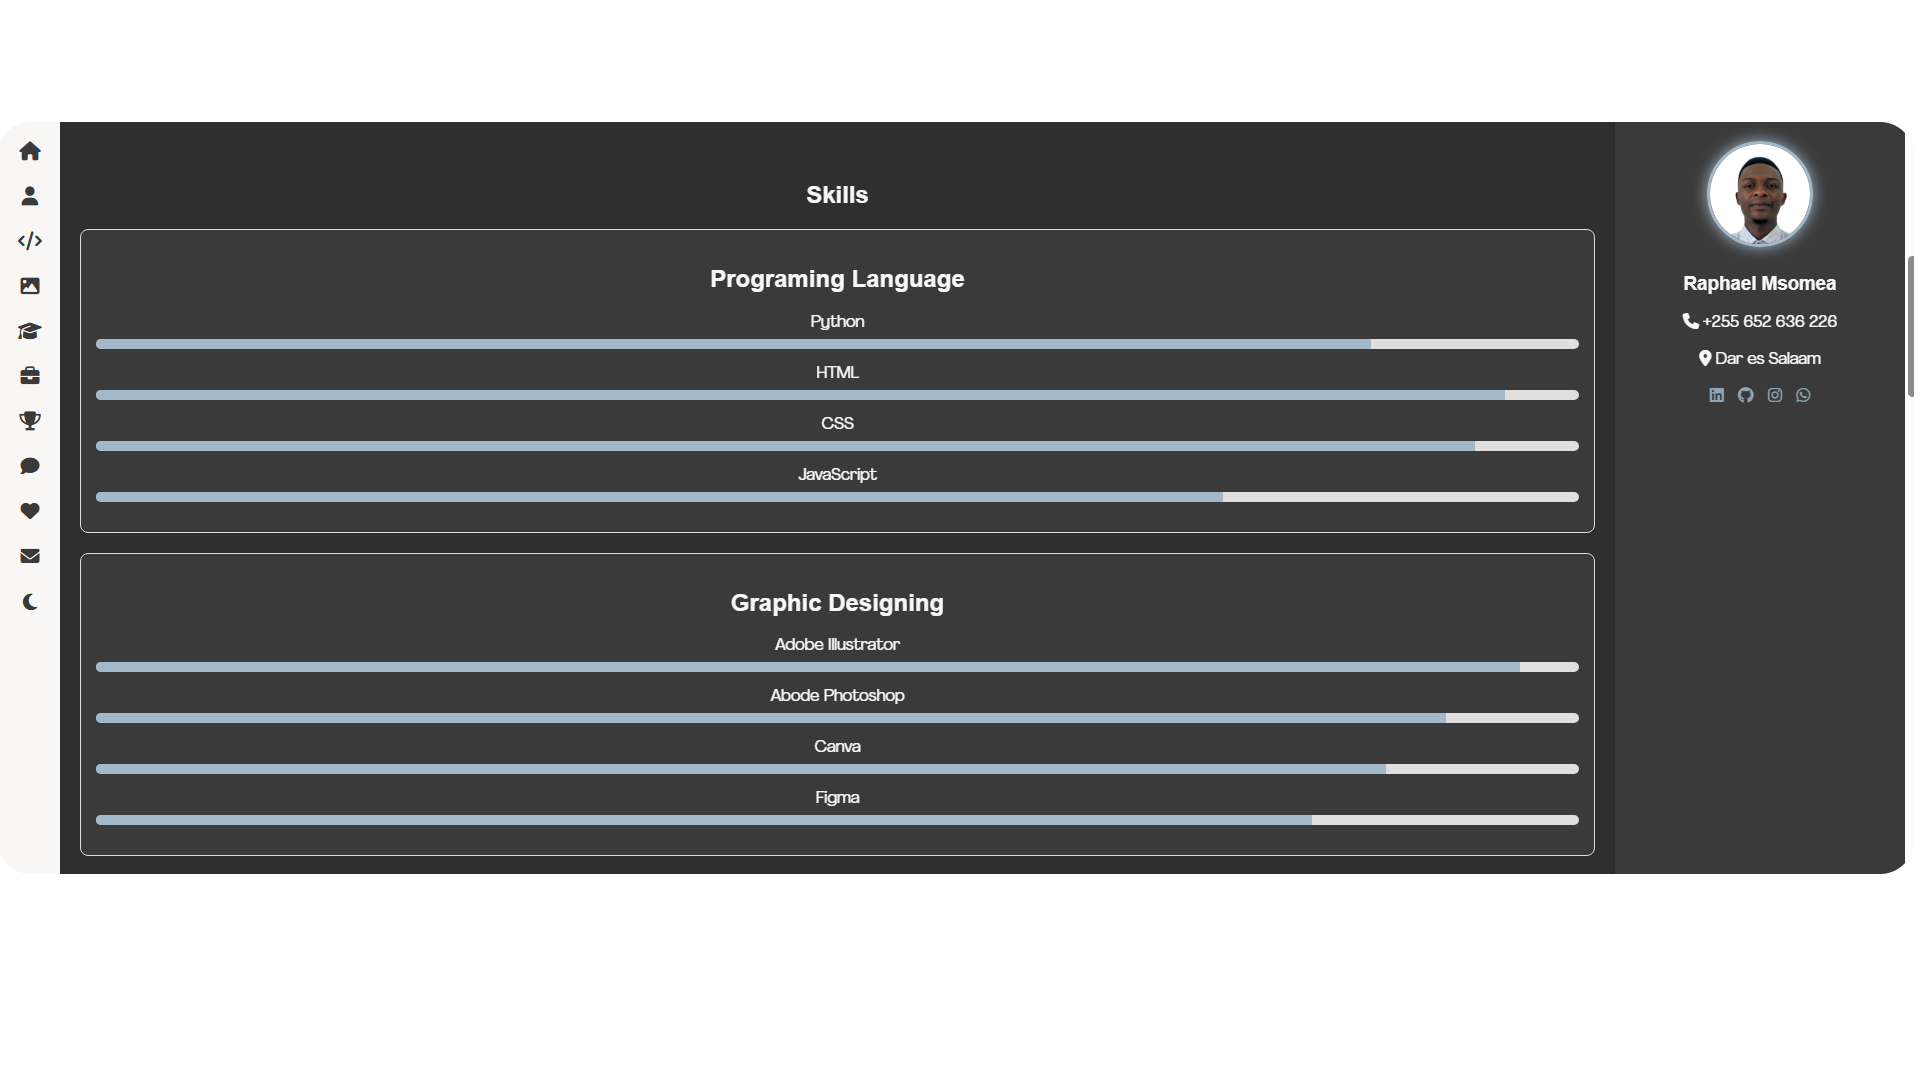 Skills
Programing Language
Python
HTML
CSS
JavaScript
Graphic Designing
Adobe Illustrator
Abode Photoshop
Canva
Figma
Raphael Msomea
+255 652 636 226
Dar es Salaam